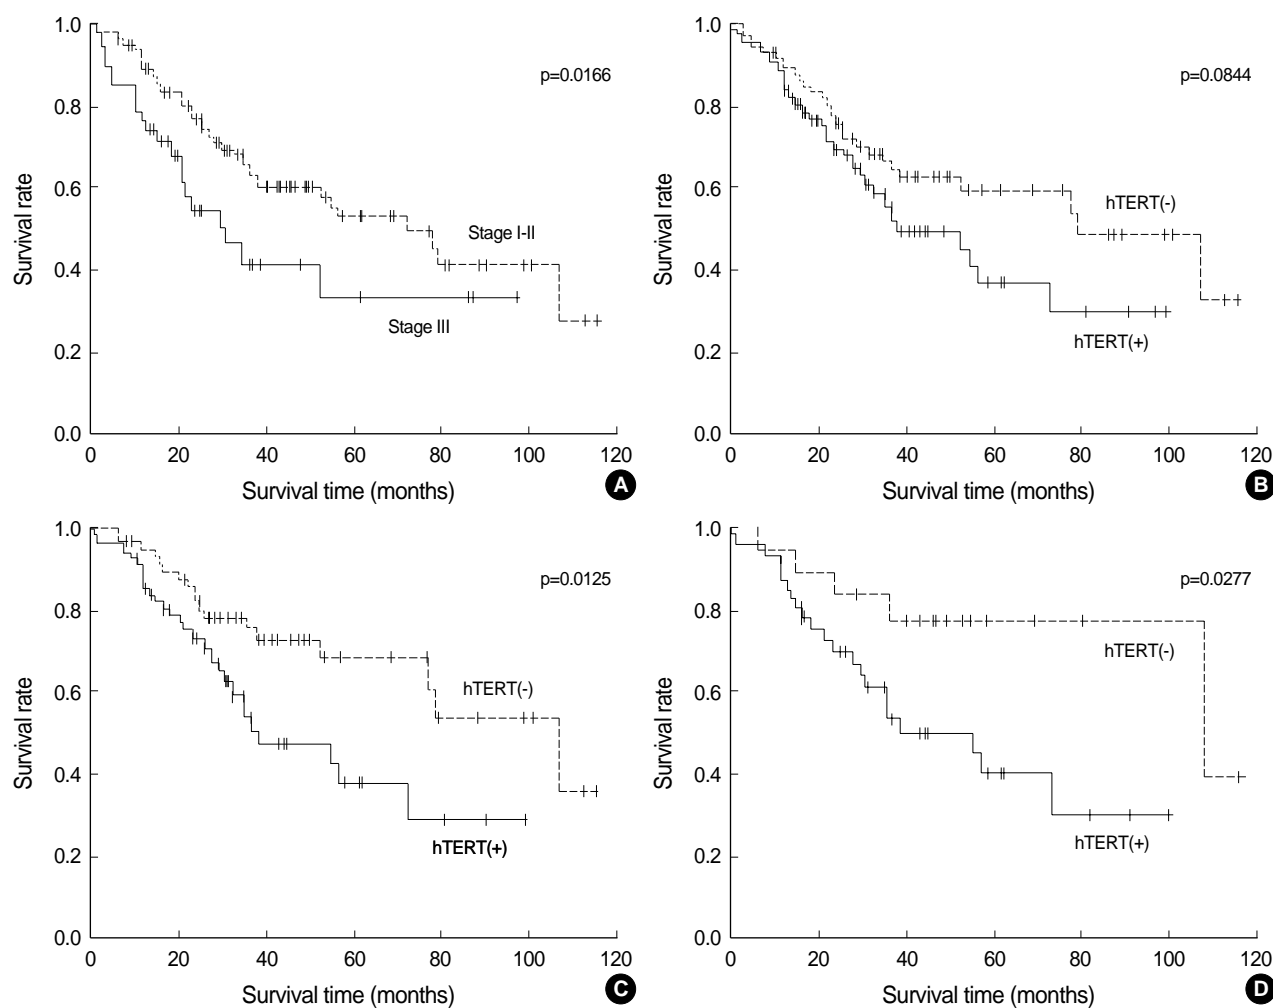 1.0
0.8
0.6
0.4
0.2
0.0
Survival rate
p=0.0166
Stage I-II
Stage III
0 20 40 60 80 100 120
Survival time (months)
A
1.0
0.8
0.6
0.4
0.2
0.0
Survival rate
p=0.0844
hTERT(-)
hTERT(+)
0 20 40 60 80 100 120
Survival time (months)
B
1.0
0.8
0.6
0.4
0.2
0.0
Survival rate
p=0.0125
hTERT(-)
hTERT(+)
0 20 40 60 80 100 120
Survival time (months)
C
1.0
0.8
0.6
0.4
0.2
0.0
Survival rate
p=0.0277
hTERT(-)
hTERT(+)
0 20 40 60 80 100 120
Survival time (months)
D